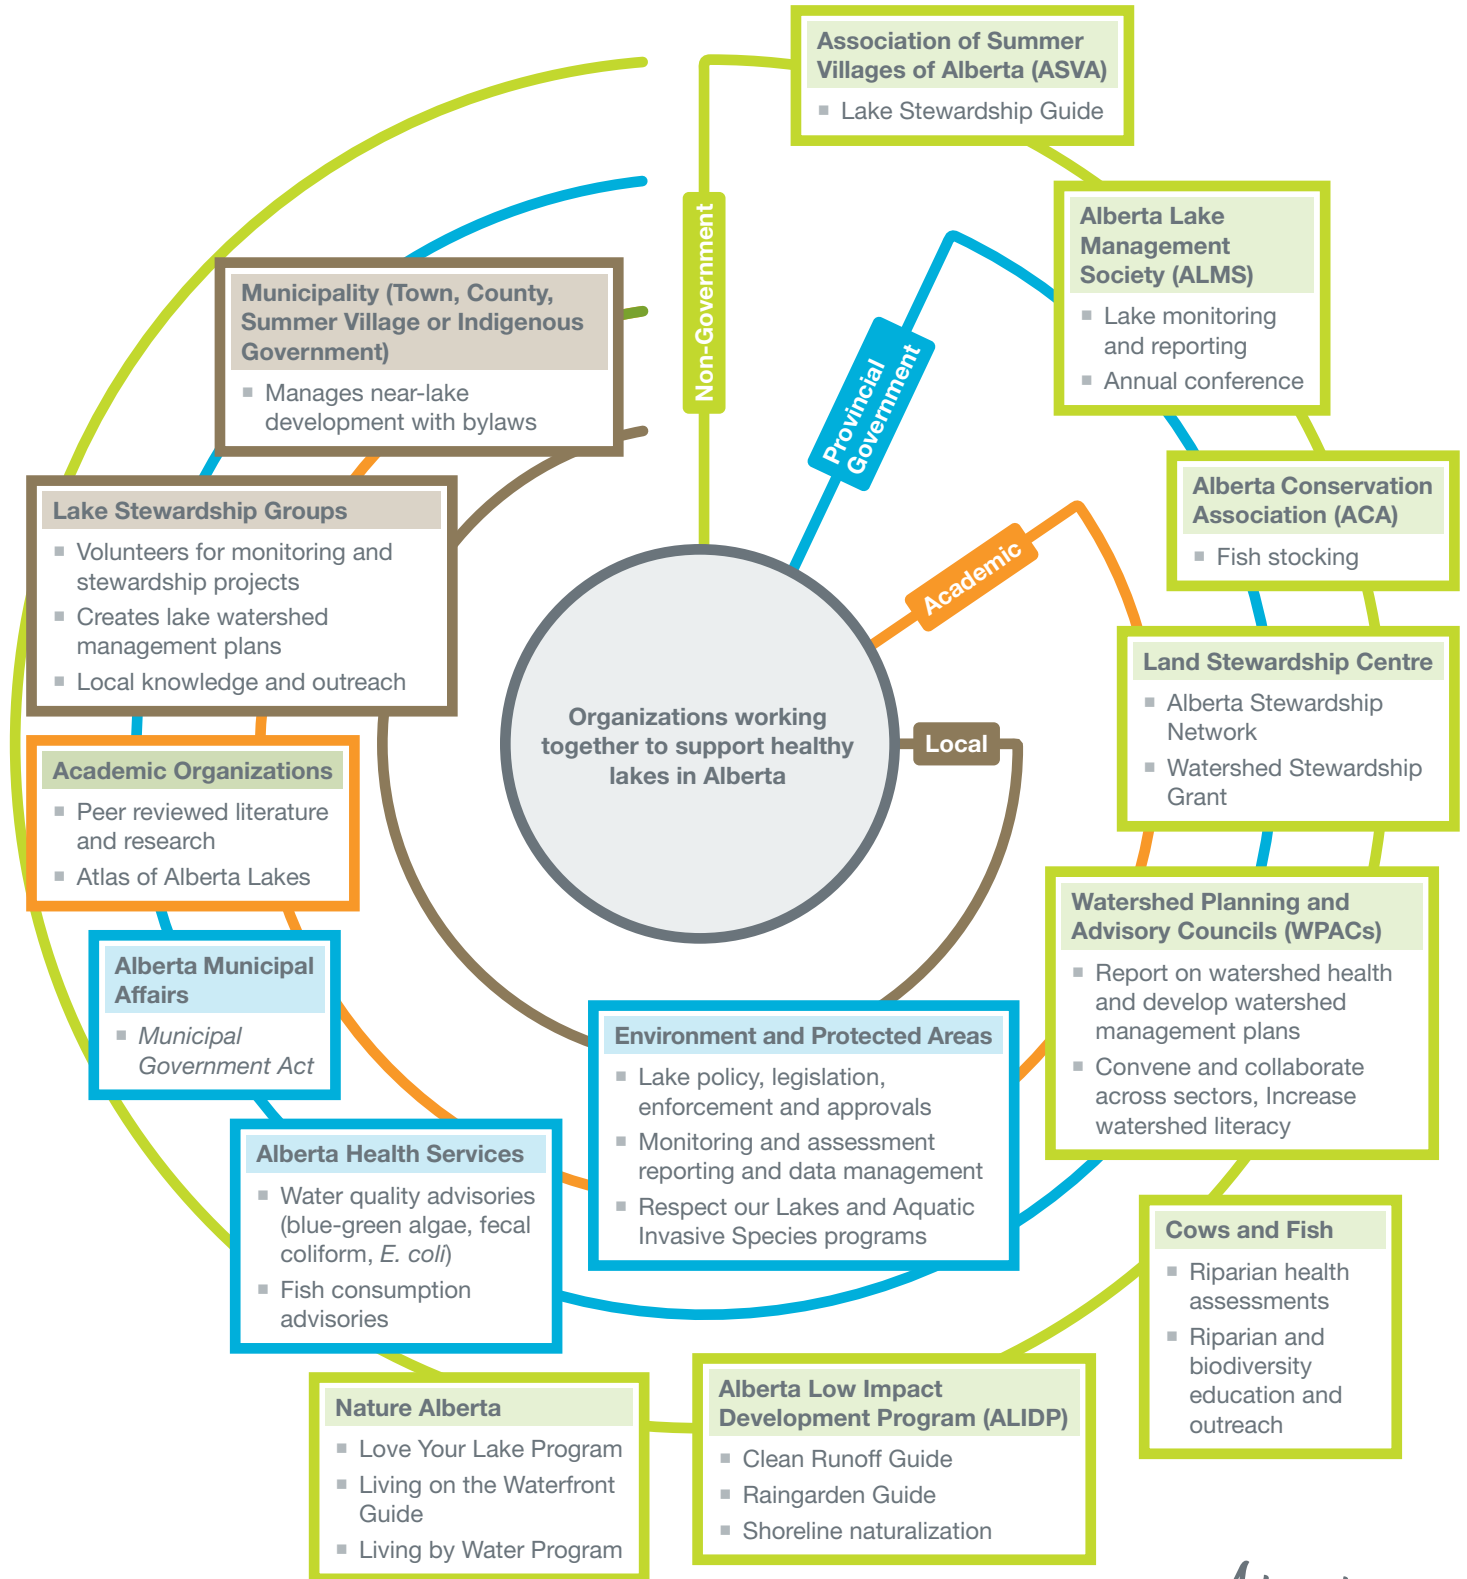 Association of Summer
Villages of Alberta (ASVA)
Lake Stewardship Guide
Alberta Lake
Management
Society (ALMS)
Lake monitoring
and reporting
Annual conference
Non-Government
Municipality (Town, County,
Summer Village or Indigenous
Government)
Manages near-lake
development with bylaws
Provincial
Government
Alberta Conservation
Association (ACA)
Fish stocking
Lake Stewardship Groups
Volunteers for monitoring and
stewardship projects
Creates lake watershed
management plans
Local knowledge and outreach
Academic
Land Stewardship Centre
Alberta Stewardship
Network
Watershed Stewardship
Grant
Organizations working
together to support healthy
lakes in Alberta
Local
Academic Organizations
Peer reviewed literature
and research
Atlas of Alberta Lakes
Watershed Planning and
Advisory Councils (WPACs)
Report on watershed health
and develop watershed
management plans
Convene and collaborate
across sectors, Increase
watershed literacy
Alberta Municipal
Affairs
Municipal
Government Act
Environment and Protected Areas
Lake policy, legislation,
enforcement and approvals
Monitoring and assessment
reporting and data management
Respect our Lakes and Aquatic
Invasive Species programs
Alberta Health Services
Water quality advisories
(blue-green algae, fecal
coliform, E. coli)
Fish consumption
advisories
Cows and Fish
Riparian health
assessments
Riparian and
biodiversity
education and
outreach
Nature Alberta
Love Your Lake Program
Living on the Waterfront
Guide
Living by Water Program
Alberta Low Impact
Development Program (ALIDP)
Clean Runoff Guide
Raingarden Guide
Shoreline naturalization